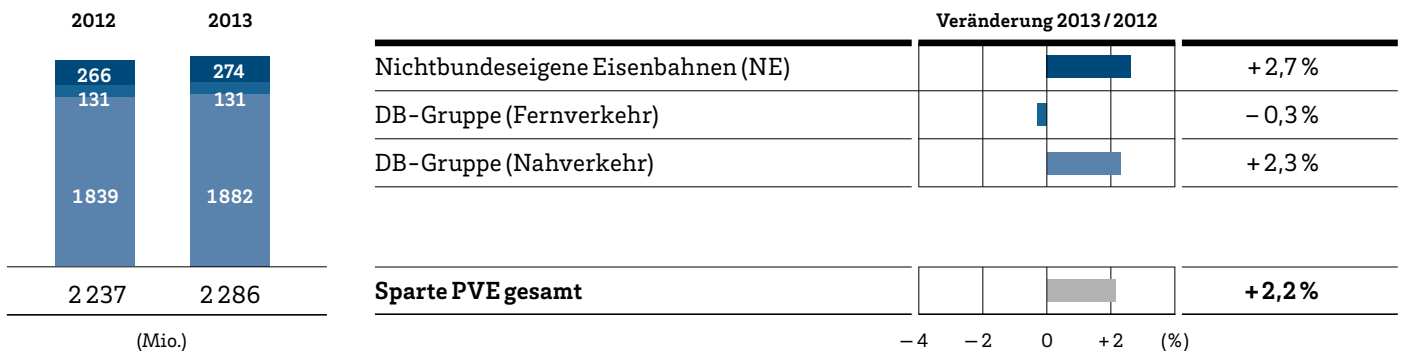 2012 2013 Veränderung 2013/2012
266 274 Nichtbundeseigene Eisenbahnen (NE) +2,7 %
131 131 DB-Gruppe (Fernverkehr) – 0,3 %
DB-Gruppe (Nahverkehr) +2,3 %
1839 1882
2 237 2 286 Sparte PVE gesamt +2,2 %
(Mio.) – 4 – 2 0 +2 (%)